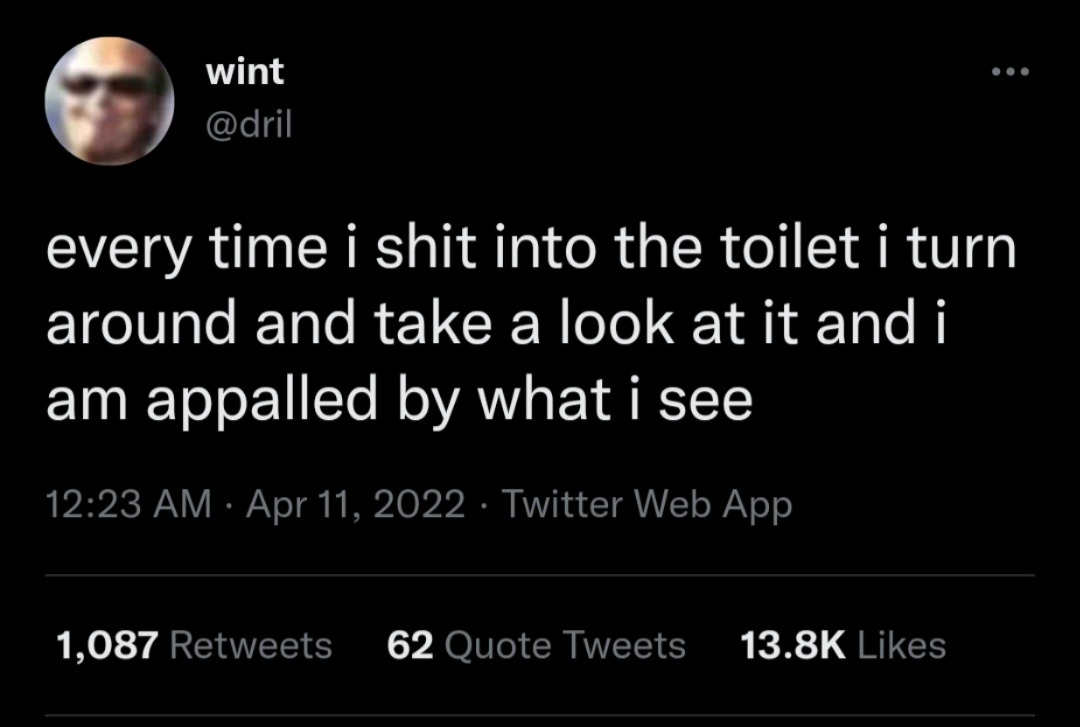 wint
@dril
every time i shit into the toilet i turn
around and take a look at it and i
am appalled by what i see
12:23 AM · Apr 11, 2022 · Twitter Web App
1,087 Retweets 62 Quote Tweets 13.8K Likes